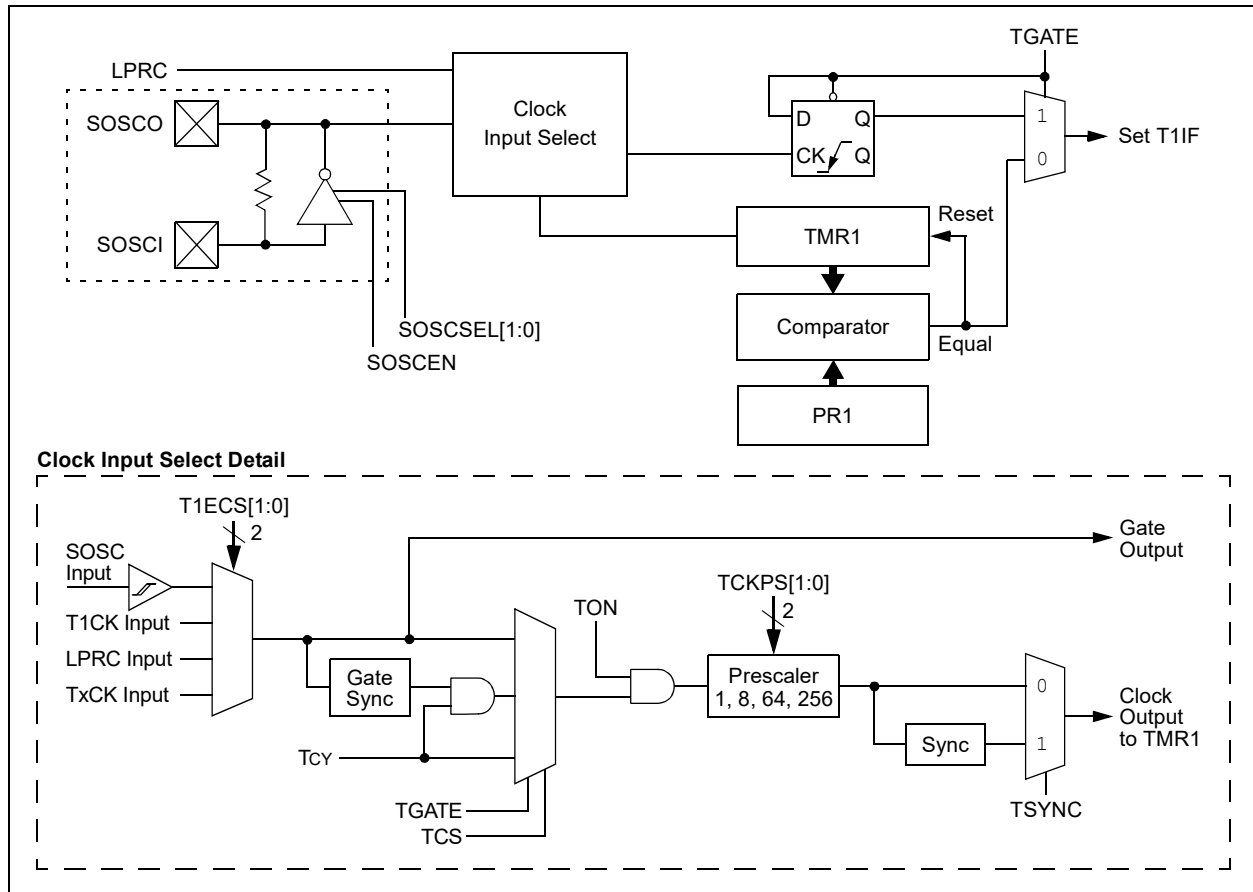 TGATE
LPRC
Clock
Input Select
SOSCO
D
Q
1
CK
Q
0
Set T1IF
SOSCI
TMR1
Reset
Comparator
Equal
SOSCSEL[1:0]
SOSCEN
PR1
Clock Input Select Detail
T1ECS[1:0]
2
SOSC
Input
T1CK Input
LPRC Input
TxCK Input
Gate
Output
Gate
Sync
TCY
TGATE
TCS
TON
TCKPS[1:0]
2
Prescaler
1, 8, 64, 256
0
Sync
1
Clock
Output
to TMR1
TSYNC